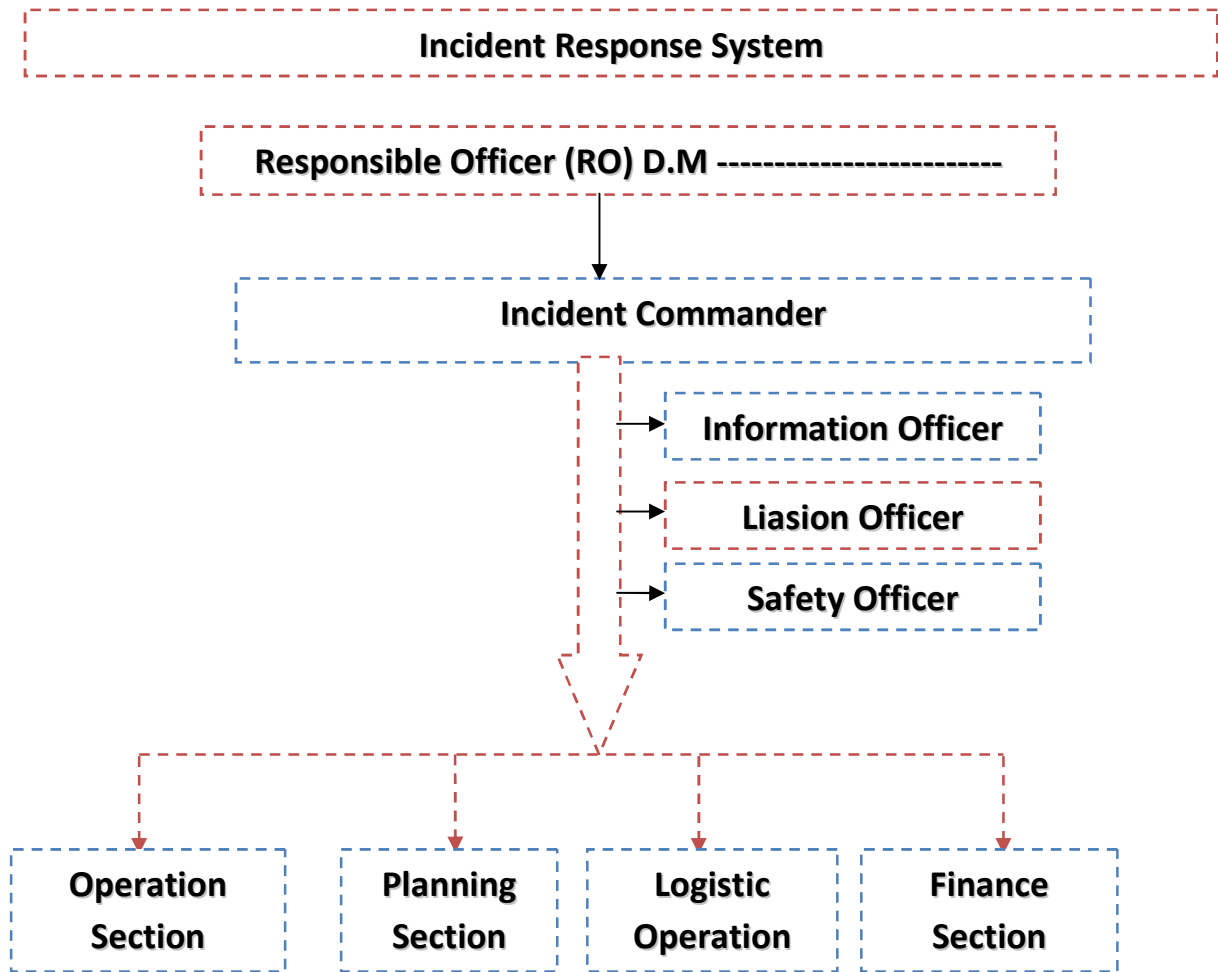 Incident Response System
Responsible Officer (RO) D.M -------------------------
Incident Commander
Information Officer
Liasion Officer
Safety Officer
Operation
Section
Planning
Section
Logistic
Operation
Finance
Section